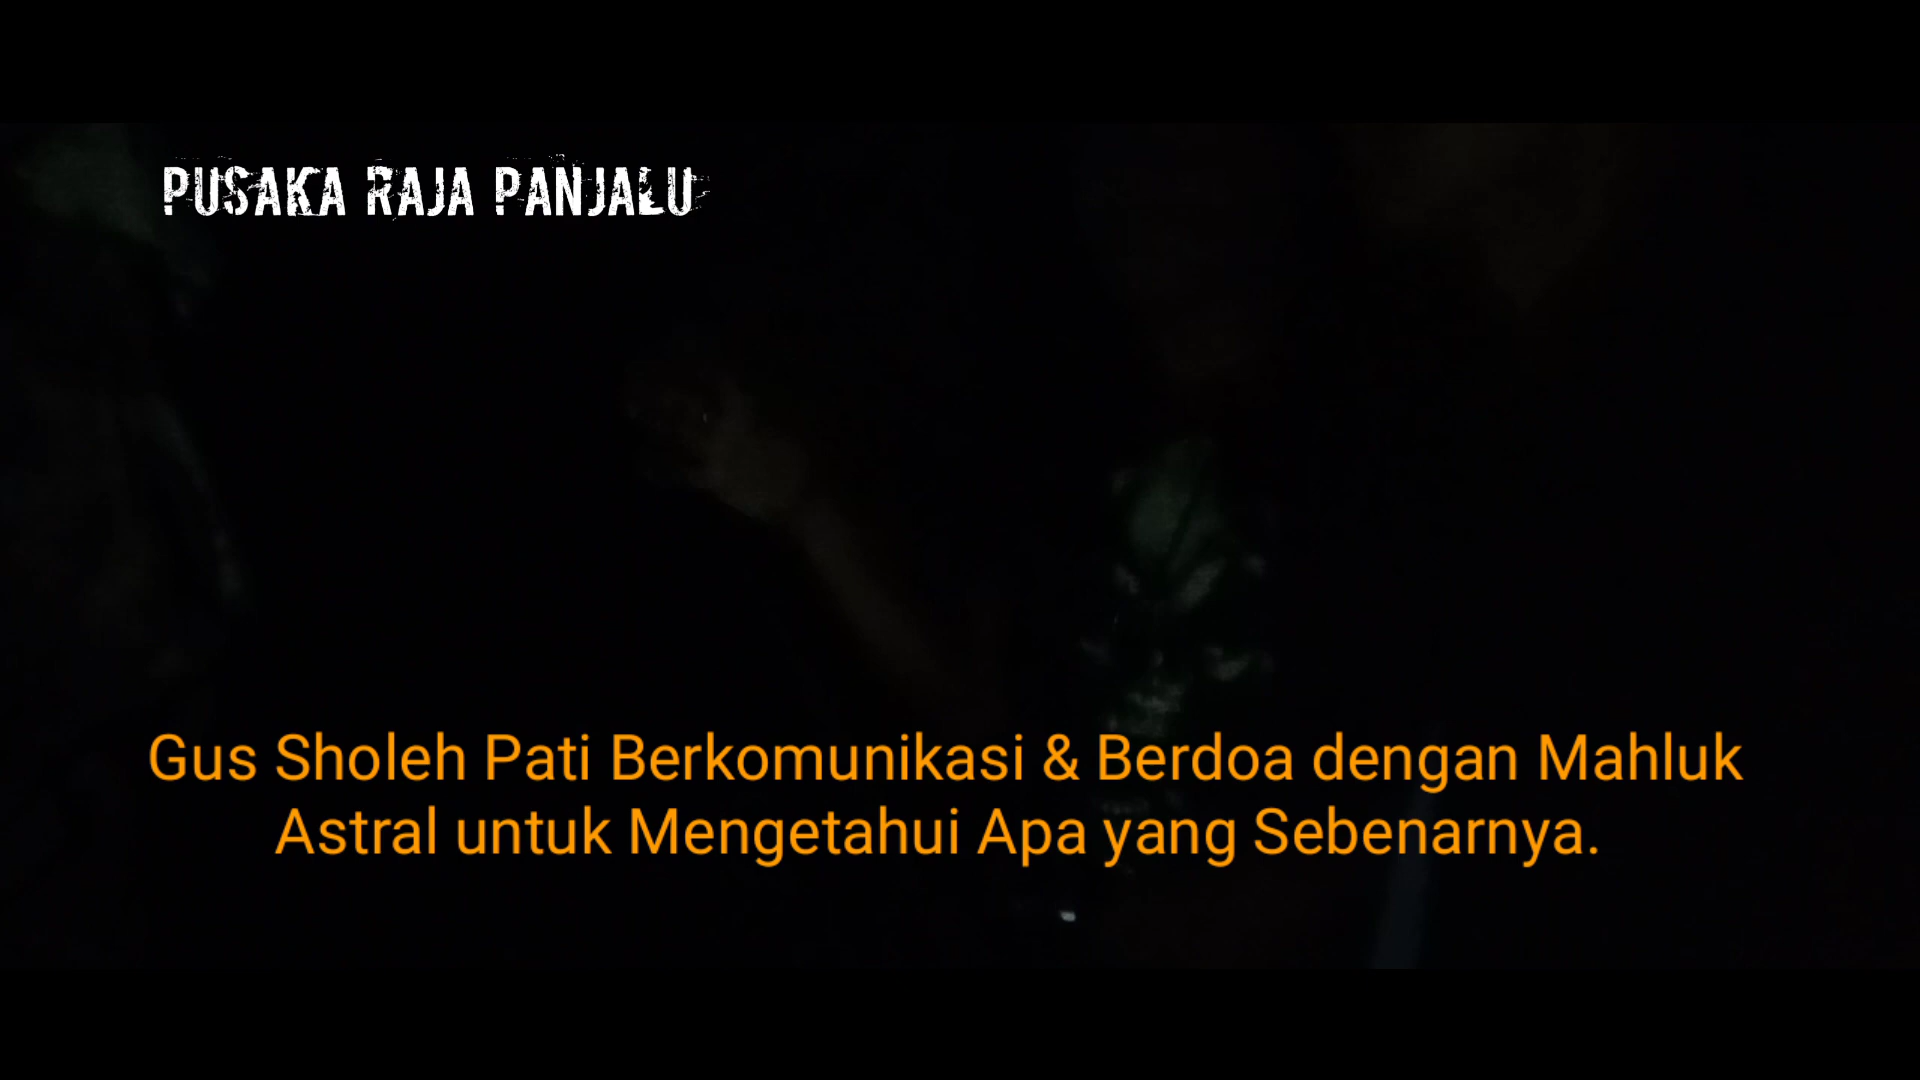 PUSAKA RAJA PANJALU
Gus Sholeh Pati Berkomunikasi & Berdoa dengan Mahluk
Astral untuk Mengetahui Apa yang Sebenarnya.